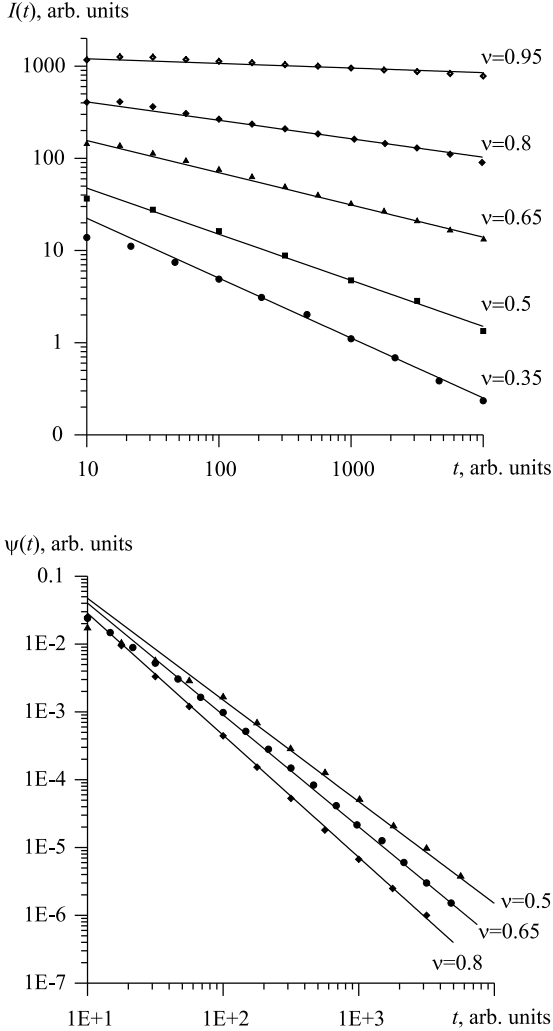 I(t), arb. units
1000
ν=0.95
ν=0.8
100
ν=0.65
10
ν=0.5
1
ν=0.35
0
10
100
1000
t, arb. units
ψ(t), arb. units
0.1
1E-2
1E-3
1E-4
1E-5
ν=0.5
1E-6
ν=0.65
ν=0.8
1E-7
1E+1
1E+2
1E+3
t, arb. units